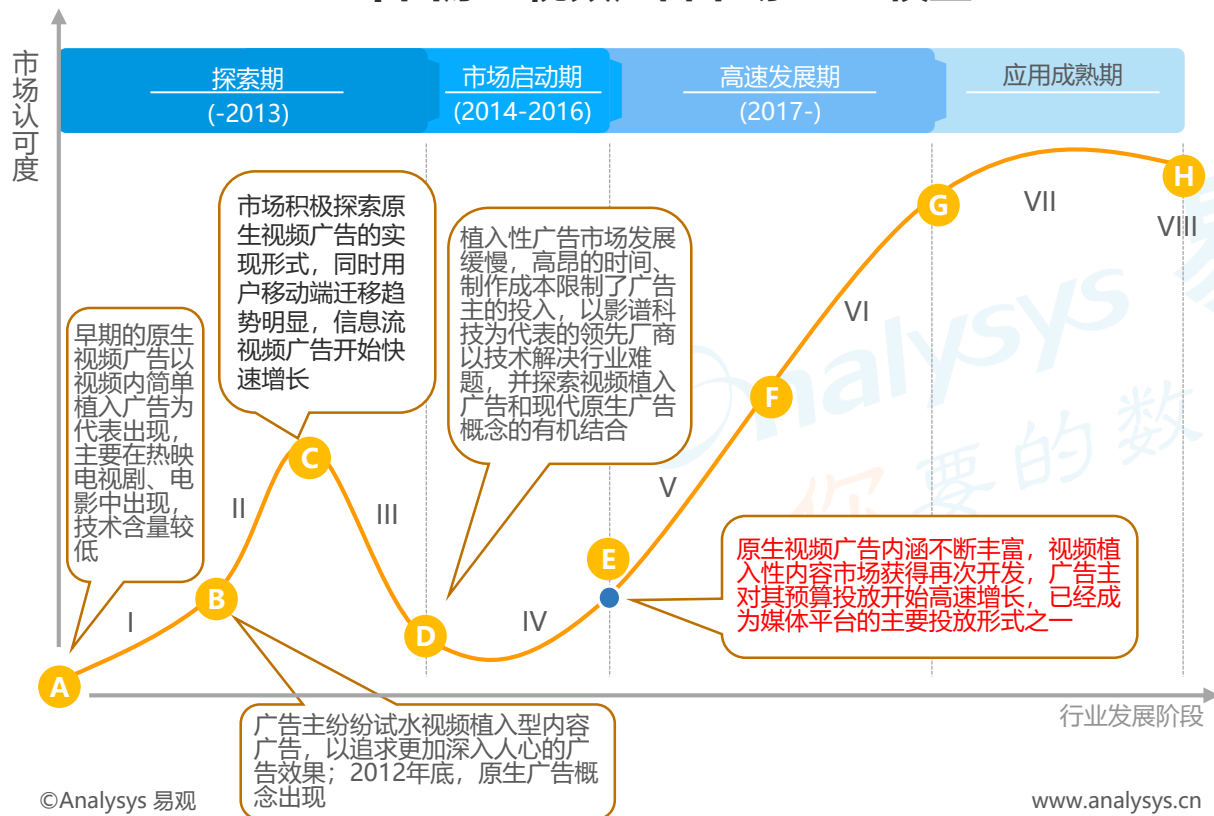 市场认可度
探索期
(-2013)
市场启动期
(2014-2016)
高速发展期
(2017-)
应用成熟期
市场积极探索原
生视频广告的实
现形式，同时用
户移动端迁移趋
势明显，信息流
视频广告开始快
速增长
植入性广告市场发展
缓慢，高昂的时间、
制作成本限制了广告
主的投入，以影谱科
技为代表的领先厂商
以技术解决行业难
题，并探索视频植入
广告和现代原生广告
概念的有机结合
早期的原生
视频广告以
视频内简单
植入广告为
代表出现，
主要在热映
电视剧、电
影中出现，
技术含量较
低
原生视频广告内涵不断丰富，视频植
入性内容市场获得再次开发，广告主
对其预算投放开始高速增长，已经成
为媒体平台的主要投放形式之一
广告主纷纷试水视频植入型内容
广告，以追求更加深入人心的广
告效果；2012年底，原生广告概
念出现
A
I
B
II
C
III
D
IV
E
V
F
VI
G
VII
H
VIII
行业发展阶段
nalysys 易
你要的数
©Analysys 易观
www.analysys.cn